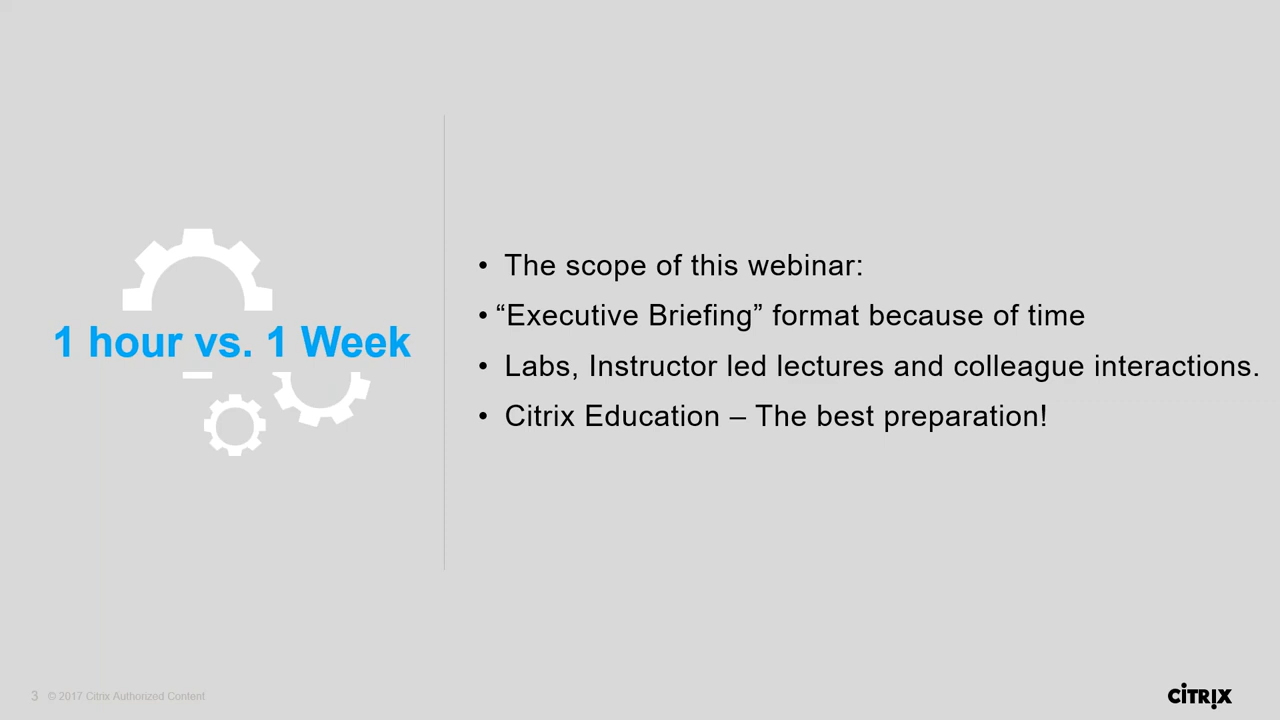 1 hour vs. 1 Week
• The scope of this webinar:
• “Executive Briefing” format because of time
• Labs, Instructor led lectures and colleague interactions.
• Citrix Education – The best preparation!
3 © 2017 Citrix Authorized Content
CITRIX